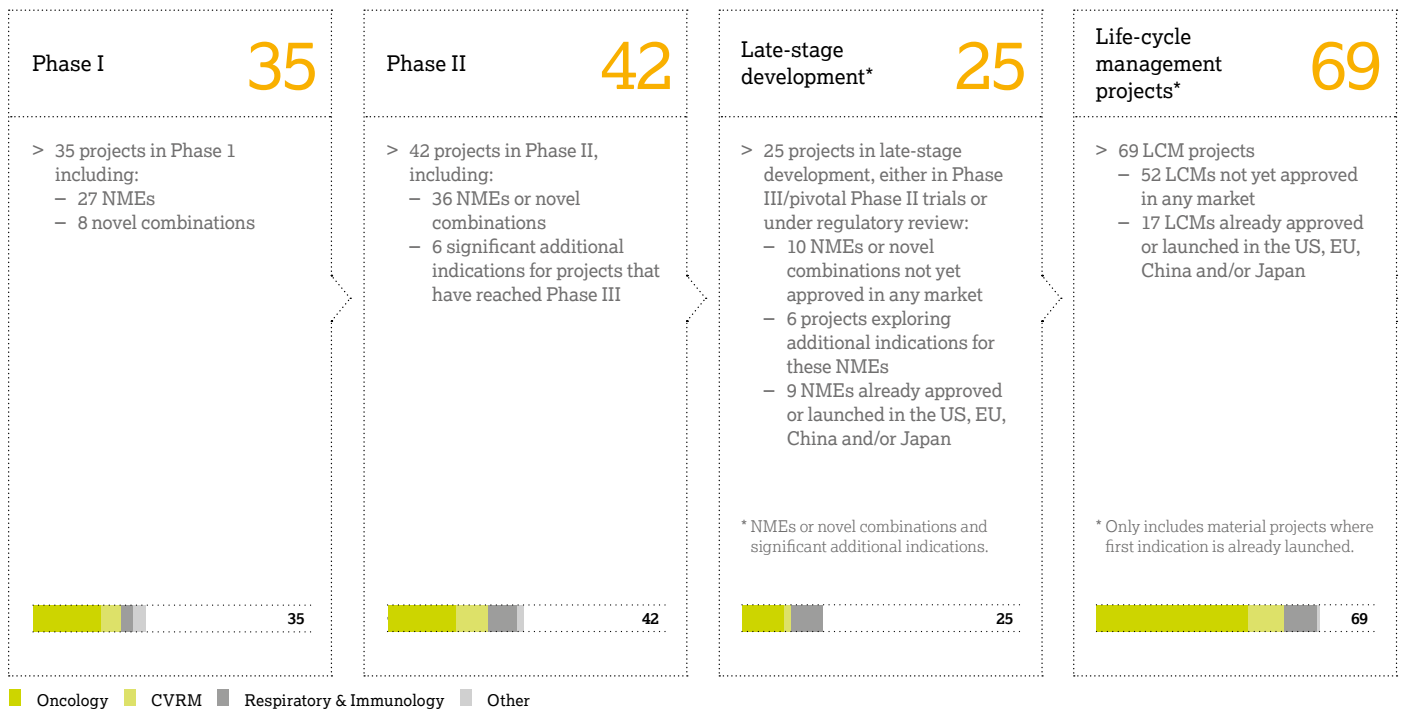 Phase I
35
> 35 projects in Phase 1
including:
– 27 NMEs
– 8 novel combinations
35
Phase II
42
> 42 projects in Phase II,
including:
– 36 NMEs or novel
combinations
– 6 significant additional
indications for projects that
have reached Phase III
42
Late-stage
development*
25
> 25 projects in late-stage
development, either in Phase
III/pivotal Phase II trials or
under regulatory review:
– 10 NMEs or novel
combinations not yet
approved in any market
– 6 projects exploring
additional indications for
these NMEs
– 9 NMEs already approved
or launched in the US, EU,
China and/or Japan
* NMEs or novel combinations and
significant additional indications.
25
Life-cycle
management
projects*
69
> 69 LCM projects
– 52 LCMs not yet approved
in any market
– 17 LCMs already approved
or launched in the US, EU,
China and/or Japan
* Only includes material projects where
first indication is already launched.
69
Oncology CVRM Respiratory & Immunology Other